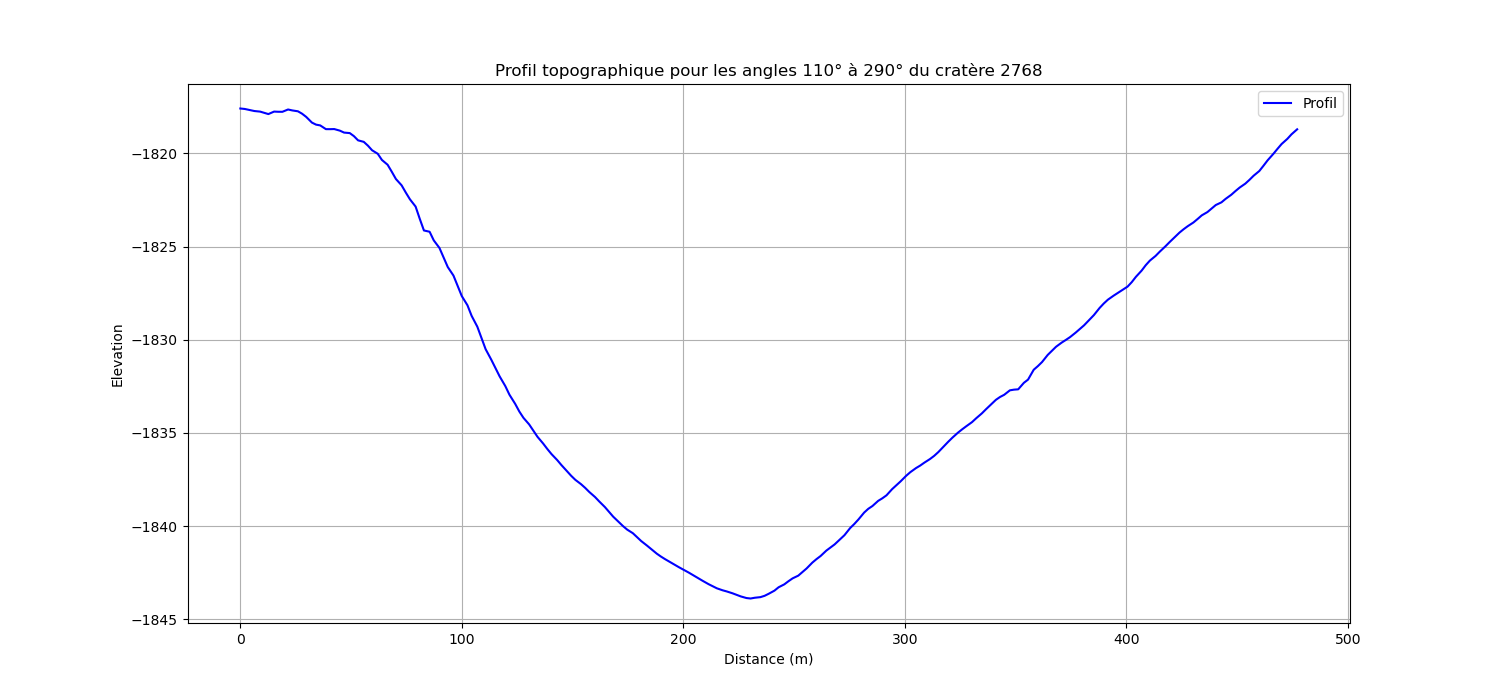 Profil topographique pour les angles 110° à 290° du cratère 2768
Profil
−1820
−1825
−1830
−1835
−1840
−1845
Elevation
0 100 200 300 400 500
Distance (m)